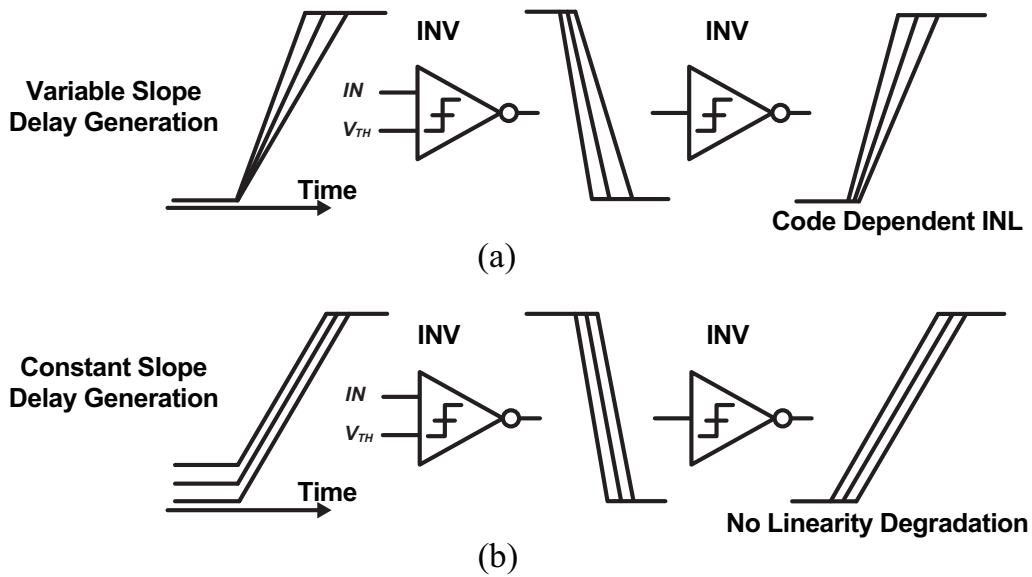 INV
INV
Variable Slope
Delay Generation
IN
VTH
Time
Code Dependent INL
(a)
INV
INV
Constant Slope
Delay Generation
IN
VTH
Time
No Linearity Degradation
(b)